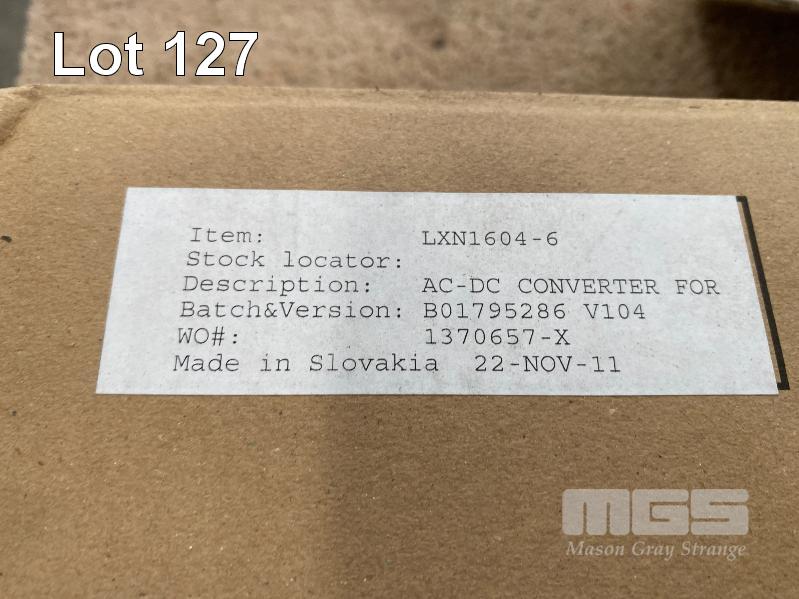 Lot 127
Item: LXN1604-6
Stock locator:
Description: AC-DC CONVERTER FOR
Batch&Version: B01795286 V104
WO#: 1370657-X
Made in Slovakia 22-NOV-11
MGS
Mason Gray Strange